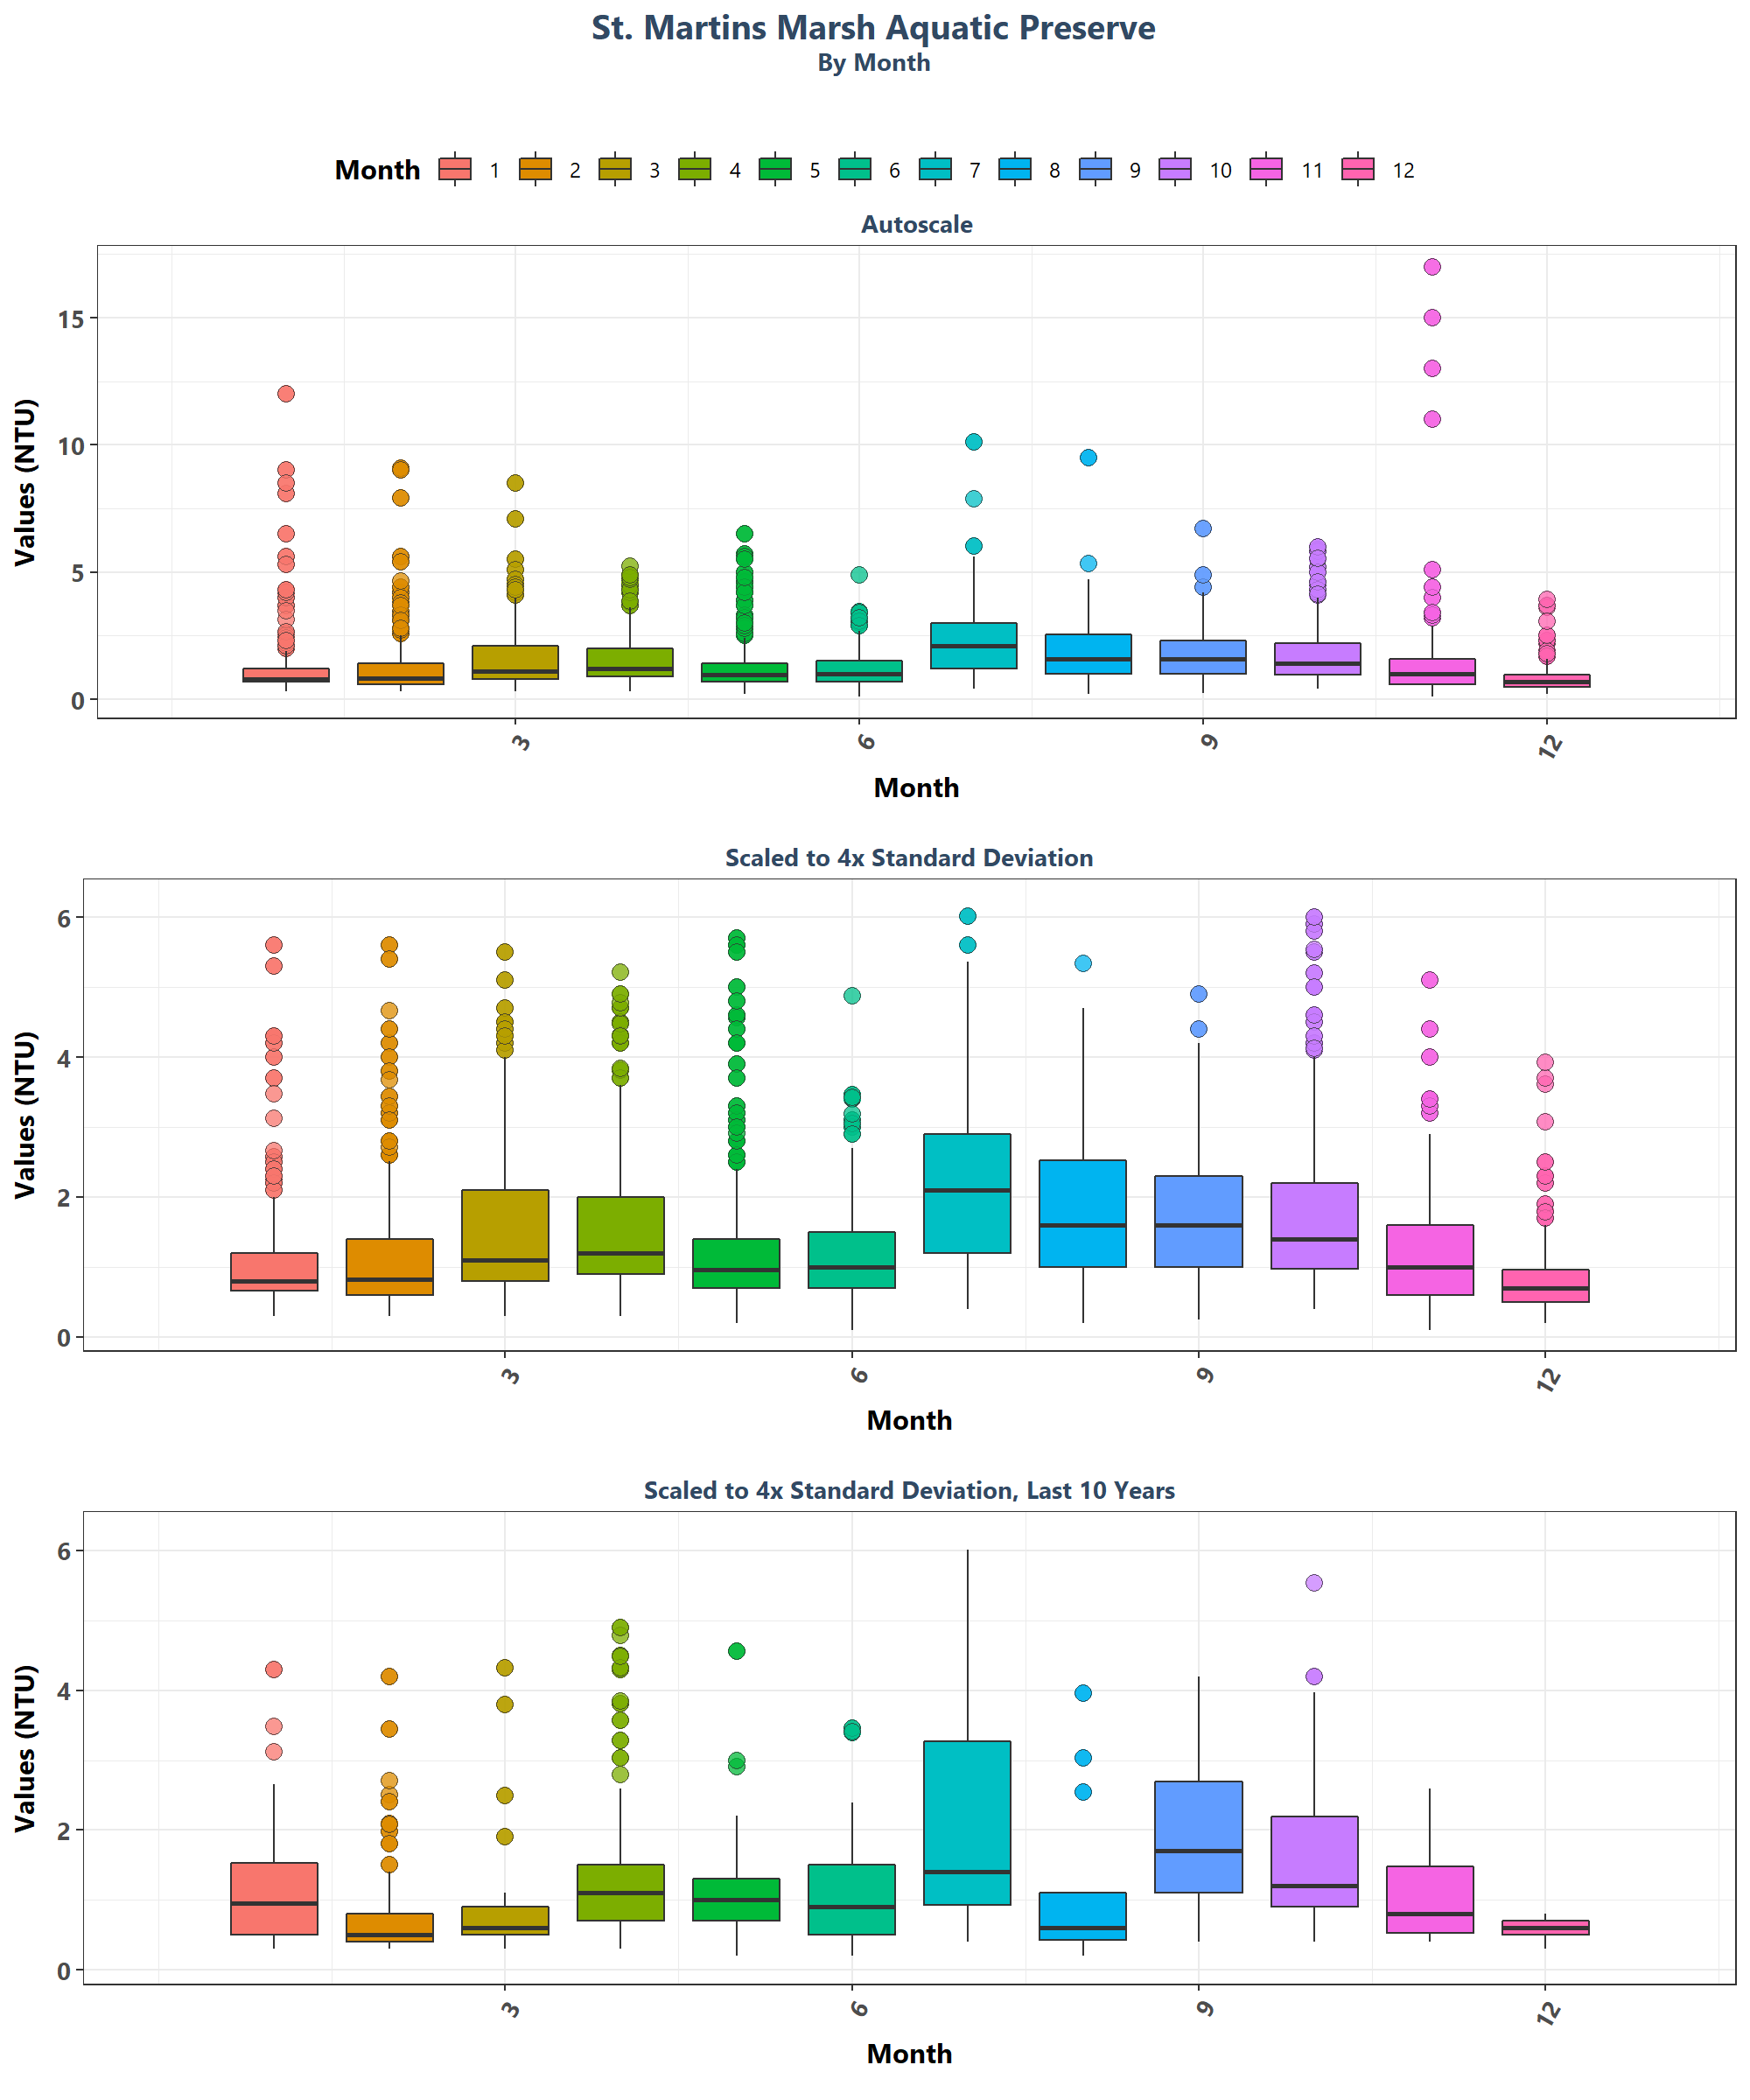 St. Martins Marsh Aquatic Preserve
By Month
Month 1 2 3 4 5 6 7 8 9 10 11 12
Autoscale
Values (NTU)
15
10
5
0
3 6 9 12
Month
Scaled to 4x Standard Deviation
Values (NTU)
6
4
2
0
3 6 9 12
Month
Scaled to 4x Standard Deviation, Last 10 Years
Values (NTU)
6
4
2
0
3 6 9 12
Month